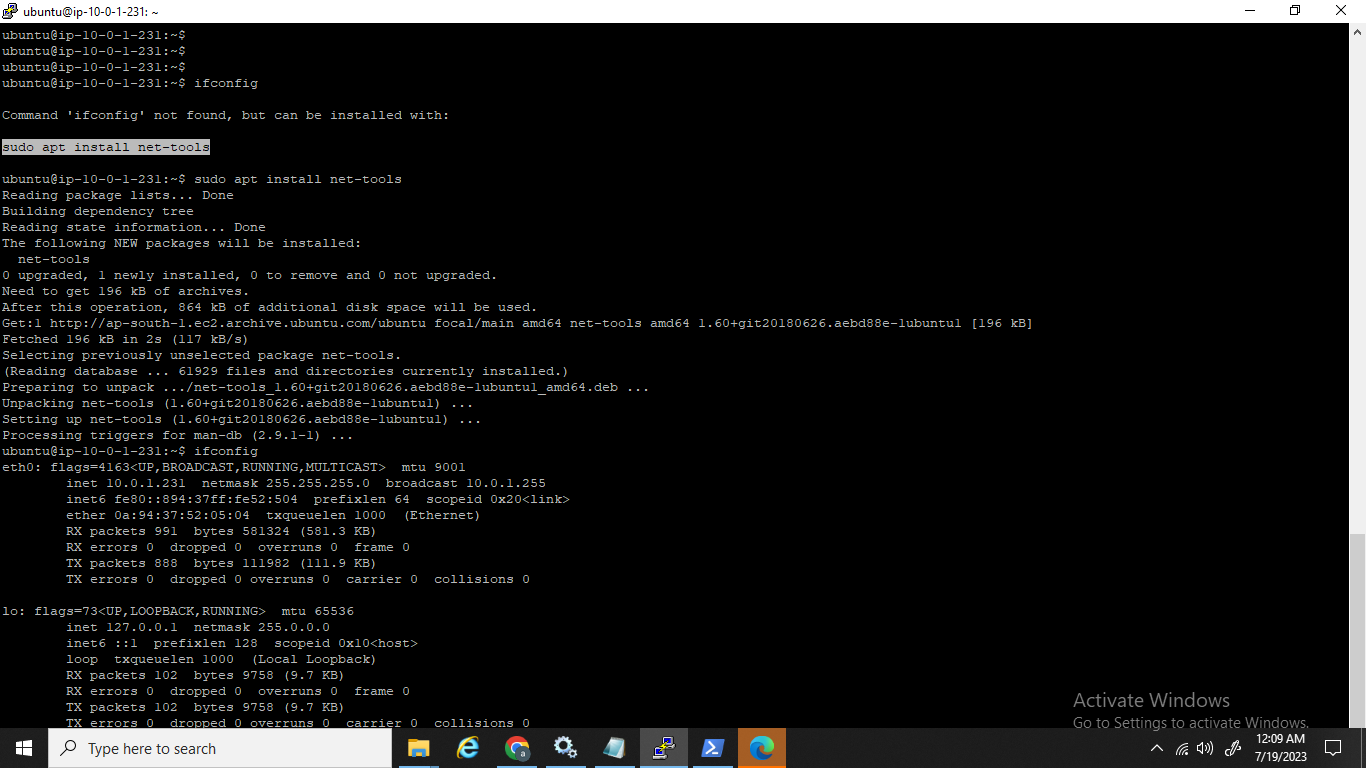 ubuntu@ip-10-0-1-231: ~
ubuntu@ip-10-0-1-231:~$
ubuntu@ip-10-0-1-231:~$
ubuntu@ip-10-0-1-231:~$
ubuntu@ip-10-0-1-231:~$ ifconfig
Command 'ifconfig' not found, but can be installed with:
sudo apt install net-tools
ubuntu@ip-10-0-1-231:~$ sudo apt install net-tools
Reading package lists... Done
Building dependency tree
Reading state information... Done
The following NEW packages will be installed:
  net-tools
0 upgraded, 1 newly installed, 0 to remove and 0 not upgraded.
Need to get 196 kB of archives.
After this operation, 864 kB of additional disk space will be used.
Get:1 http://ap-south-1.ec2.archive.ubuntu.com/ubuntu focal/main amd64 net-tools amd64 1.60+git20180626.aebd88e-1ubuntu1 [196 kB]
Fetched 196 kB in 2s (117 kB/s)
Selecting previously unselected package net-tools.
(Reading database ... 61929 files and directories currently installed.)
Preparing to unpack .../net-tools_1.60+git20180626.aebd88e-1ubuntu1_amd64.deb ...
Unpacking net-tools (1.60+git20180626.aebd88e-1ubuntu1) ...
Setting up net-tools (1.60+git20180626.aebd88e-1ubuntu1) ...
Processing triggers for man-db (2.9.1-1) ...
ubuntu@ip-10-0-1-231:~$ ifconfig
eth0: flags=4163<UP,BROADCAST,RUNNING,MULTICAST>  mtu 9001
        inet 10.0.1.231  netmask 255.255.255.0  broadcast 10.0.1.255
        inet6 fe80::894:37ff:fe52:504  prefixlen 64  scopeid 0x20<link>
        ether 0a:94:37:52:05:04  txqueuelen 1000  (Ethernet)
        RX packets 991  bytes 581324 (581.3 KB)
        RX errors 0  dropped 0  overruns 0  frame 0
        TX packets 888  bytes 111982 (111.9 KB)
        TX errors 0  dropped 0 overruns 0  carrier 0  collisions 0
lo: flags=73<UP,LOOPBACK,RUNNING>  mtu 65536
        inet 127.0.0.1  netmask 255.0.0.0
        inet6 ::1  prefixlen 128  scopeid 0x10<host>
        loop  txqueuelen 1000  (Local Loopback)
        RX packets 102  bytes 9758 (9.7 KB)
        RX errors 0  dropped 0  overruns 0  frame 0
        TX packets 102  bytes 9758 (9.7 KB)
        TX errors 0  dropped 0 overruns 0  carrier 0  collisions 0
Activate Windows
Go to Settings to activate Windows.
Type here to search
a
12:09 AM
7/19/2023